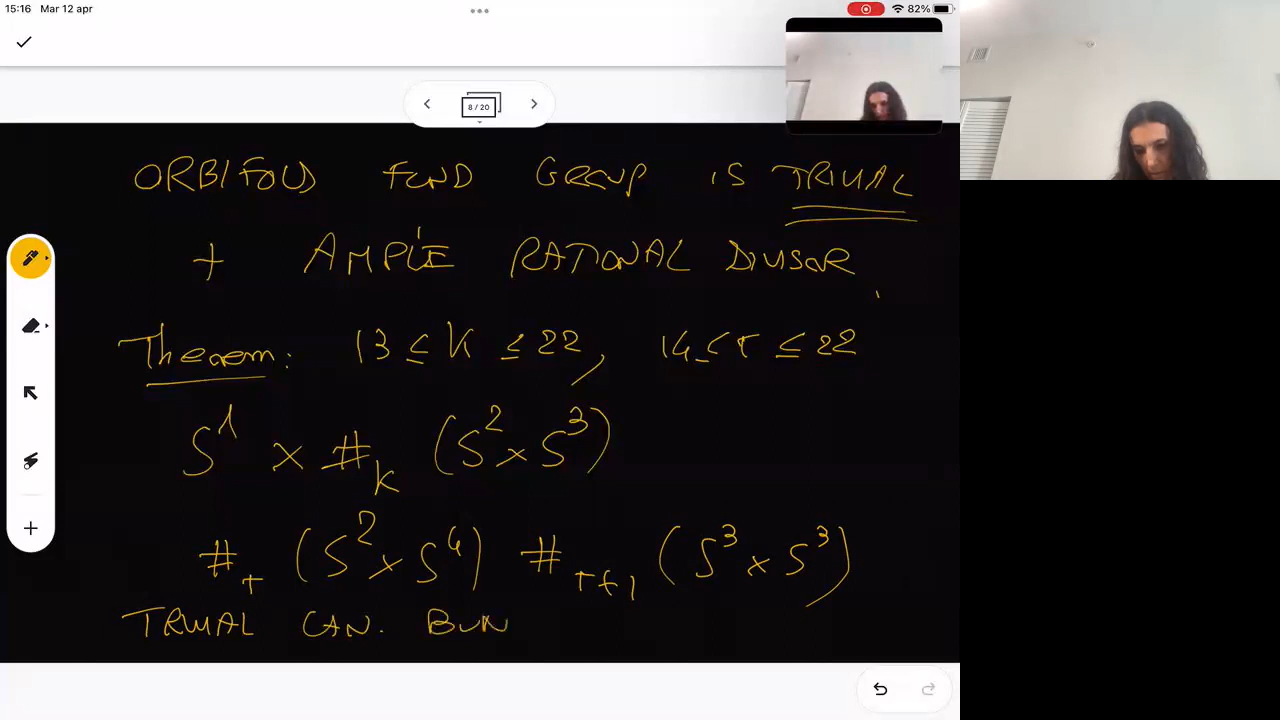 15:16 Mar 12 apr 82%
8 / 20
ORBIFOLD FUND GROUP IS TRIVIAL
+ AMPLE RATIONAL DIVISOR
Theorem: 13 ≤ K ≤ 22, 14 ≤ r ≤ 22
S¹ × #ₖ (S² × S³)
#ᵣ (S² × S⁴) #ᵣ₊₁ (S³ × S³)
TRIVIAL CAN. BUN